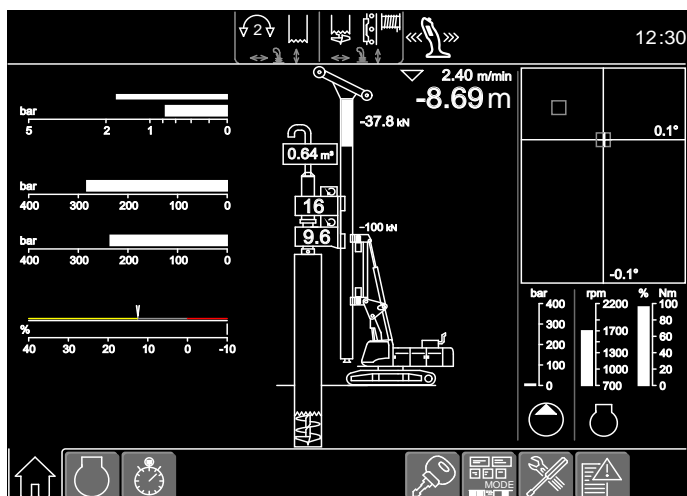 2
12:30
2.40 m/min
-8.69m
bar
5 2 1 0
-37.8 kN
0.64 m³
0.1°
bar
400 300 200 100 0
16
-100 kN
9.6
bar
400 300 200 100 0
-0.1°
bar rpm % Nm
400 2200 100
300 1700 80
200 1300 60
100 1000 40
0 700 20
0
%
40 30 20 10 0 -10
MODE